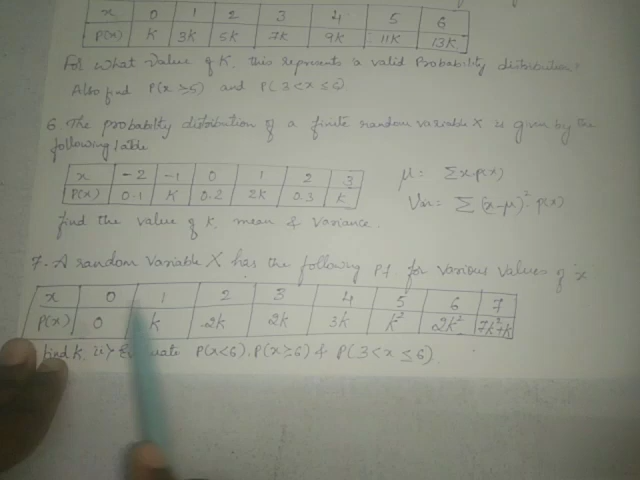 x 0 1 2 3 4 5 6
P(x) K 3K 5K 7K 9K 11K 13K
For what Value of K, this represents a valid Probability distribution?
Also find P(x ≥ 5) and P(3 < x ≤ 6)
6 The probability distribution of a finite random variable X is given by the
following table
x -2 -1 0 1 2 3
P(x) 0.1 K 0.2 2K 0.3 K
μ = Σx.p(x)
Var = Σ(x-μ)². p(x)
find the value of K, mean & Variance.
7. A random Variable X has the following Pf for various values of x
x 0 1 2 3 4 5 6 7
P(x) 0 k 2k 2k 3k k² 2k² 7k²+k
find k, Evaluate P(x<6), P(x≥6) & P(3<x≤6).